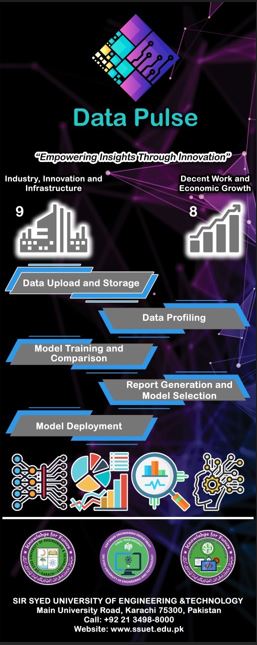 Data Pulse
"Empowering Insights Through Innovation"
Industry, Innovation and
Infrastructure
Decent Work and
Economic Growth
9
8
Data Upload and Storage
Data Profiling
Model Training and
Comparison
Report Generation and
Model Selection
Model Deployment
SIR SYED UNIVERSITY OF ENGINEERING &TECHNOLOGY
Main University Road, Karachi 75300, Pakistan
Call: +92 21 3498-8000
Website: www.ssuet.edu.pk